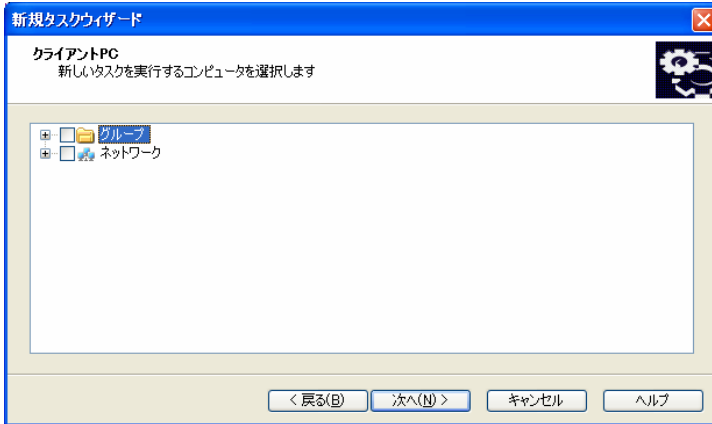 新規タスクウィザード
クライアントPC
新しいタスクを実行するコンピュータを選択します
グループ
ネットワーク
< 戻る(B) 次へ(N) > キャンセル ヘルプ